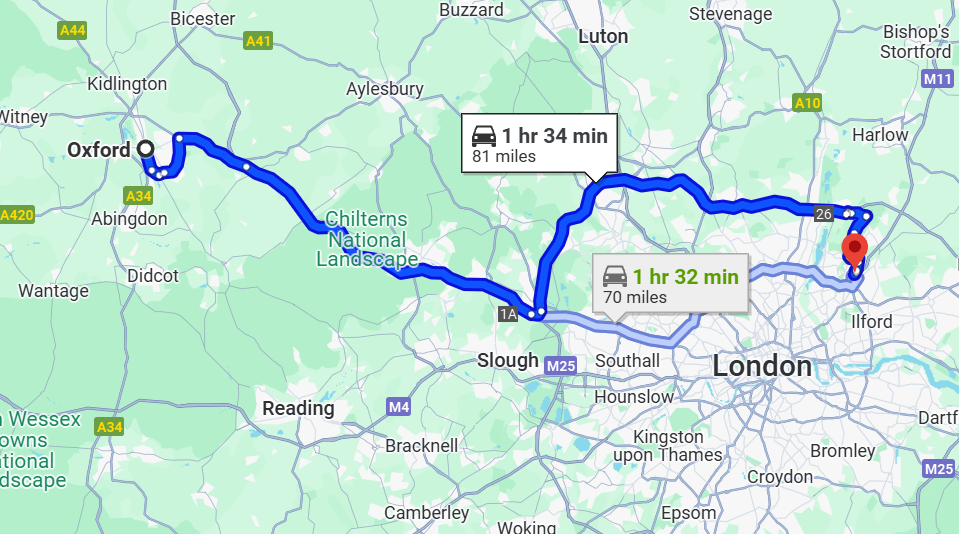 Buzzard
Stevenage
Bicester
A44
A41
Luton
Bishop's
Stortford
M11
Kidlington
Aylesbury
A10
Witney
Harlow
1 hr 34 min
81 miles
Oxford
A34
A420
Abingdon
26
Chilterns
National
Landscape
Didcot
1 hr 32 min
70 miles
Wantage
1A
Ilford
Slough
M25
Southall
London
Hounslow
Reading
M4
n Wessex
owns
ational
dscape
A34
Dartf
Bracknell
Kingston
upon Thames
Bromley
M25
Croydon
Camberley
Epsom
Woking